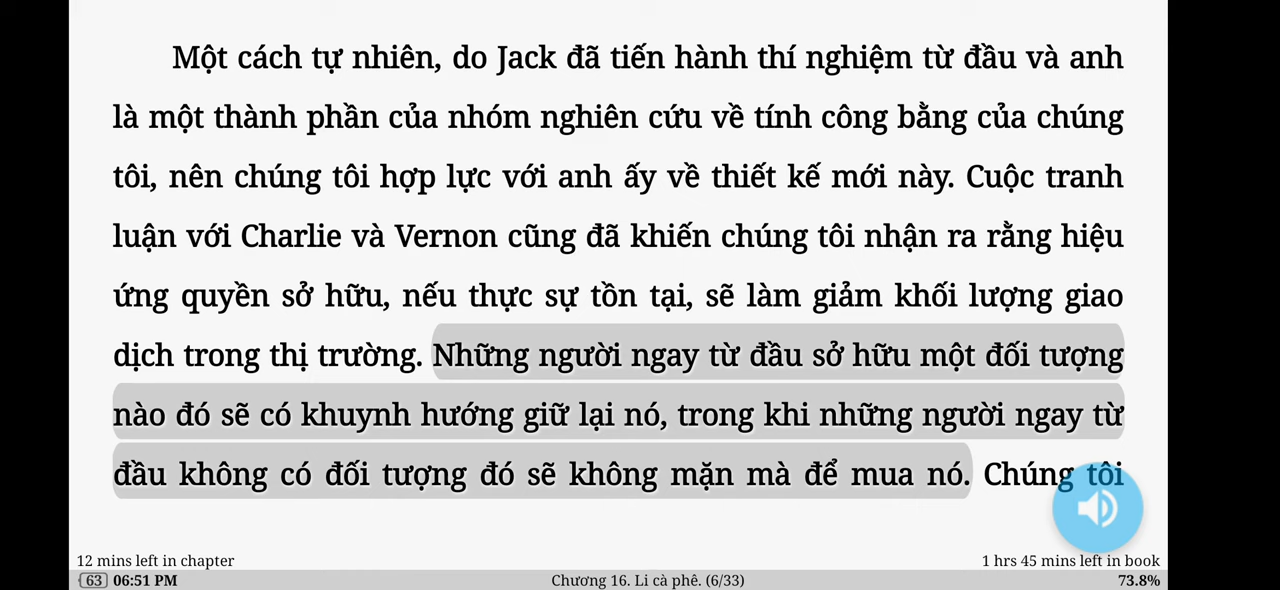 Một cách tự nhiên, do Jack đã tiến hành thí nghiệm từ đầu và anh
là một thành phần của nhóm nghiên cứu về tính công bằng của chúng
tôi, nên chúng tôi hợp lực với anh ấy về thiết kế mới này. Cuộc tranh
luận với Charlie và Vernon cũng đã khiến chúng tôi nhận ra rằng hiệu
ứng quyền sở hữu, nếu thực sự tồn tại, sẽ làm giảm khối lượng giao
dịch trong thị trường. Những người ngay từ đầu sở hữu một đối tượng
nào đó sẽ có khuynh hướng giữ lại nó, trong khi những người ngay từ
đầu không có đối tượng đó sẽ không mặn mà để mua nó. Chúng tôi
12 mins left in chapter
1 hrs 45 mins left in book
63 06:51 PM
Chương 16. Li cà phê. (6/33)
73.8%